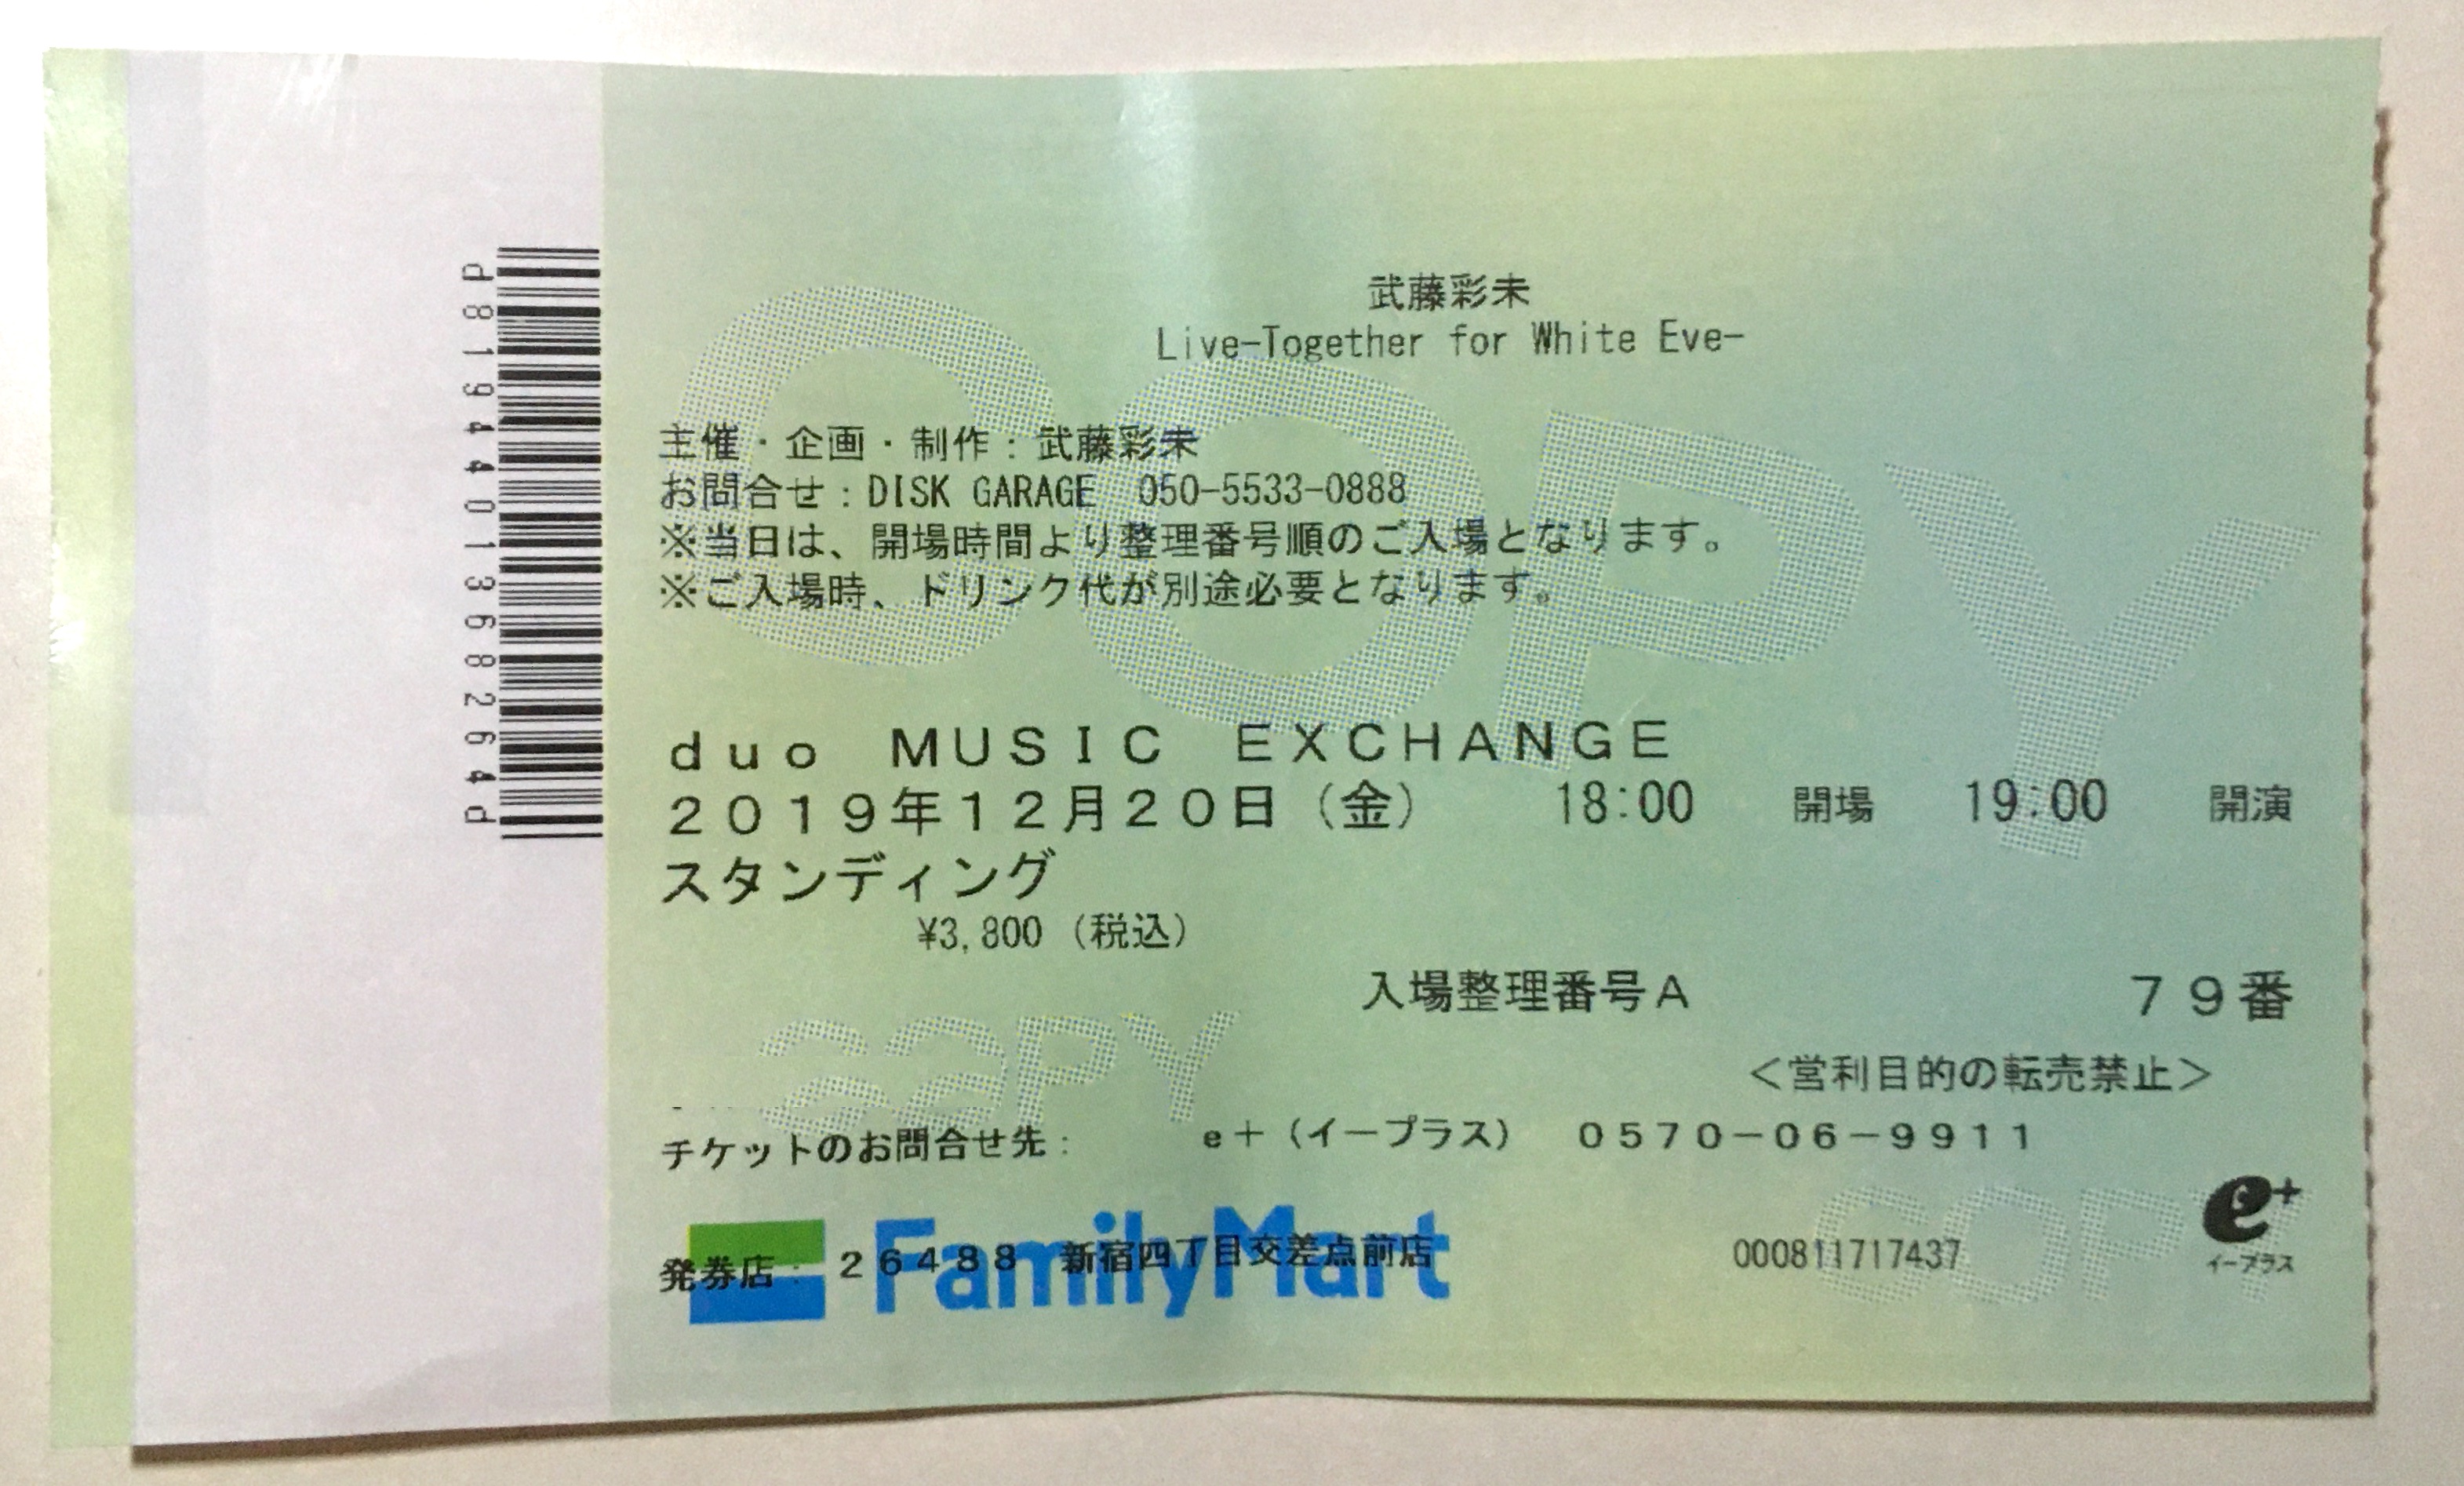 武藤彩未
Live-Together for White Eve-
主催・企画・制作：武藤彩未
お問合せ：DISK GARAGE 050-5533-0888
※当日は、開場時間より整理番号順のご入場となります。
※ご入場時、ドリンク代が別途必要となります。
ｄｕｏ　ＭＵＳＩＣ　ＥＸＣＨＡＮＧＥ
２０１９年１２月２０日（金） 18:00 開場 19:00 開演
スタンディング
¥3,800（税込）
入場整理番号Ａ ７９番
＜営利目的の転売禁止＞
チケットのお問合せ先： ｅ＋（イープラス） ０５７０－０６－９９１１
FamilyMart
発券店： ２６４８８ 新宿四丁目交差点前店 000811717437
e+
イープラス
d8194401368264d
COPY
COPY
COPY